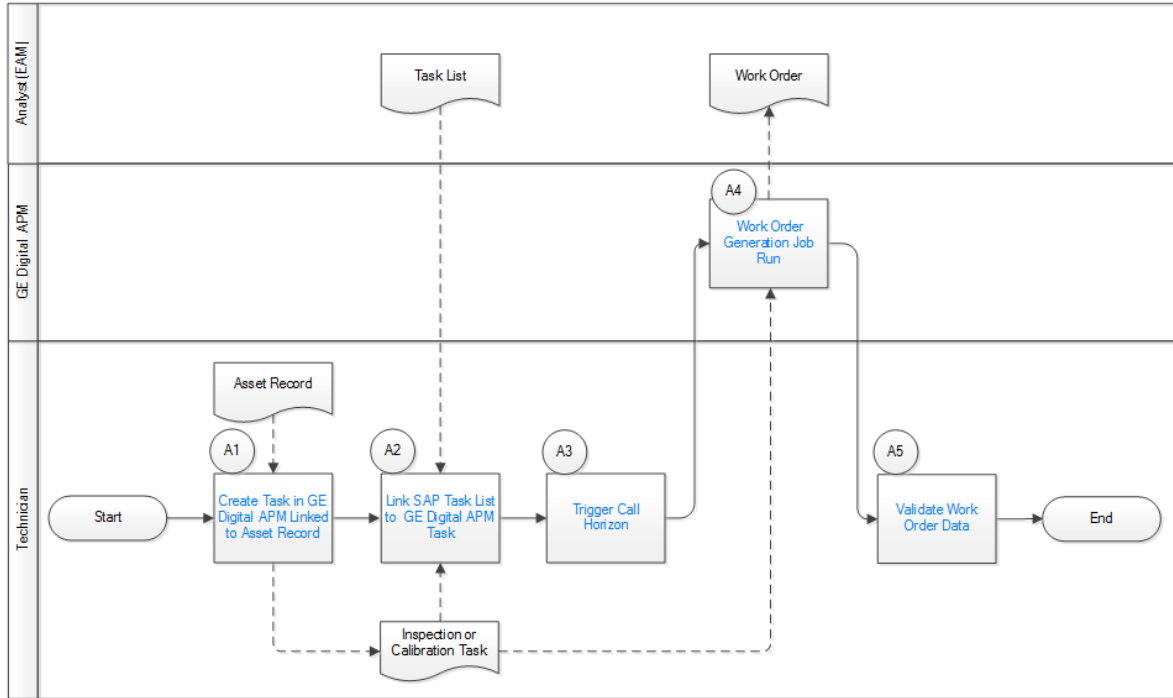 Analyst (EAM)
Task List
Work Order
GE Digital APM
A4
Work Order
Generation Job
Run
Technician
Asset Record
A1
A2
A3
A5
Start
Create Task in GE
Digital APM Linked
to Asset Record
Link SAP Task List
to GE Digital APM
Task
Trigger Call
Horizon
Validate Work
Order Data
End
Inspection or
Calibration Task